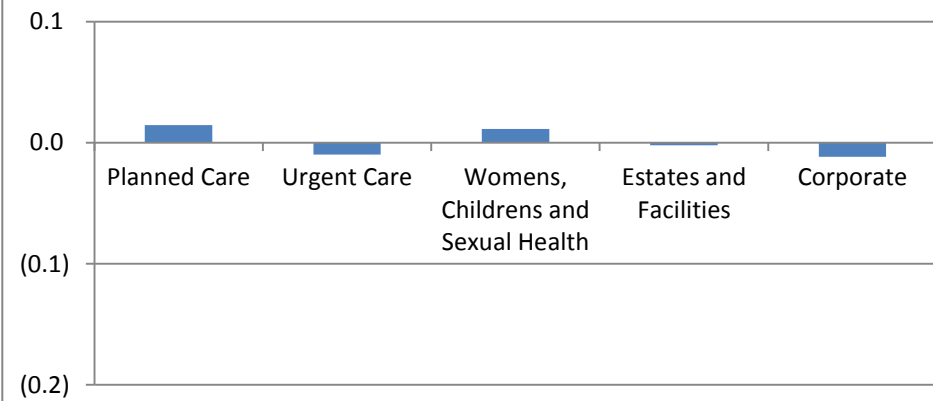 0.1
0.0
Planned Care
Urgent Care
Womens,
Childrens and
Sexual Health
Estates and
Facilities
Corporate
(0.1)
(0.2)